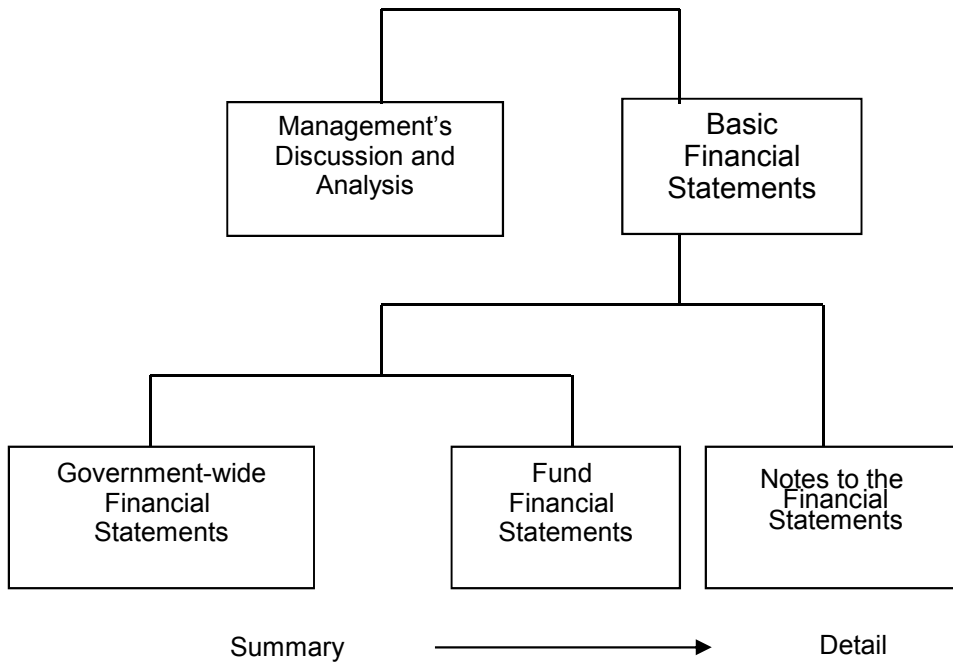 Management’s
Discussion and
Analysis
Basic
Financial
Statements
Government-wide
Financial
Statements
Fund
Financial
Statements
Notes to the
Financial
Statements
Summary
Detail